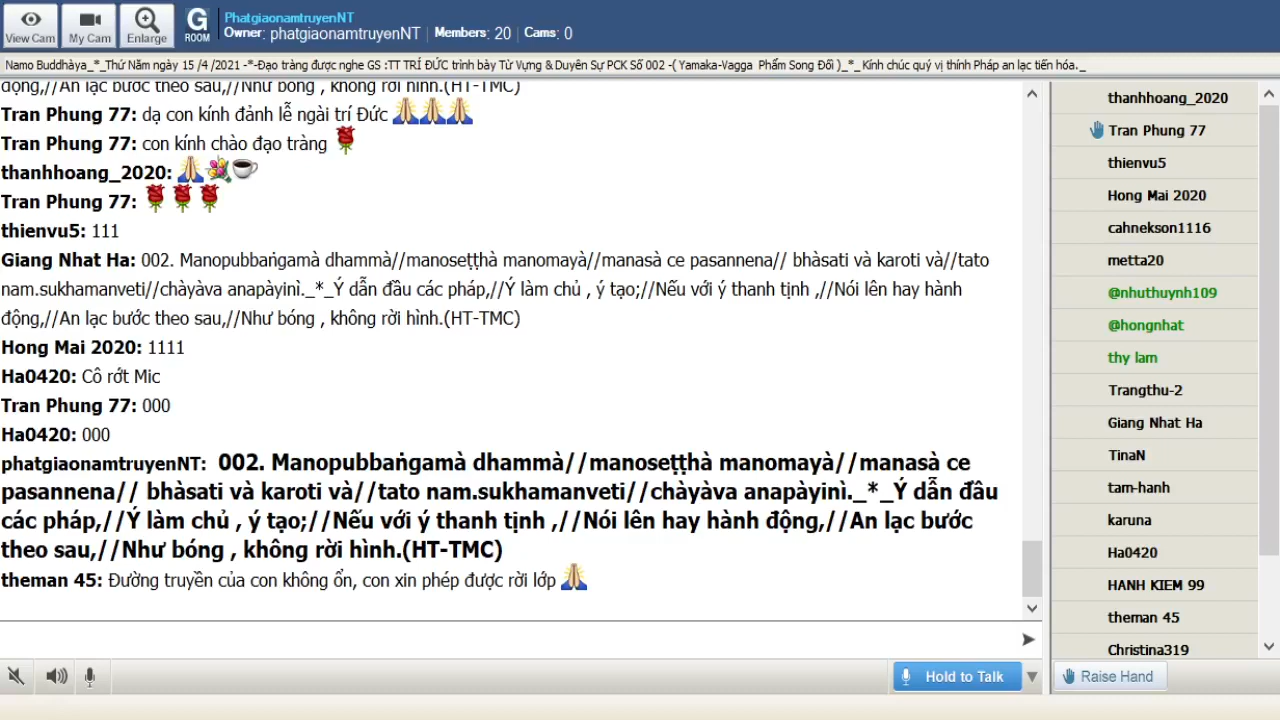 View Cam
My Cam
Enlarge
G
ROOM
PhatgiaonamtruyenNT
Owner: phatgiaonamtruyenNT Members: 20 Cams: 0
Namo Buddhàya_*_Thứ Năm ngày 15 /4 /2021 -*-Đạo tràng được nghe GS :TT TRÍ ĐỨC trình bày Từ Vựng & Duyên Sự PCK Số 002 -( Yamaka-Vagga Phẩm Song Đối )_*_ Kính chúc quý vị thính Pháp an lạc tiến hóa._
động,//An lạc bước theo sau,//Như bóng , không rời hình.(HT-TMC)
Tran Phung 77: dạ con kính đảnh lễ ngài trí Đức
Tran Phung 77: con kính chào đạo tràng
thanhhoang_2020:
Tran Phung 77:
thienvu5: 111
Giang Nhat Ha: 002. Manopubbaṅgamà dhammà//manoseṭṭhà manomayà//manasà ce pasannena// bhàsati và karoti và//tato
nam.sukhamanveti//chàyàva anapàyinì._*_Ý dẫn đầu các pháp,//Ý làm chủ , ý tạo;//Nếu với ý thanh tịnh ,//Nói lên hay hành
động,//An lạc bước theo sau,//Như bóng , không rời hình.(HT-TMC)
Hong Mai 2020: 1111
Ha0420: Cô rớt Mic
Tran Phung 77: 000
Ha0420: 000
phatgiaonamtruyenNT: 002. Manopubbaṅgamà dhammà//manoseṭṭhà manomayà//manasà ce
pasannena// bhàsati và karoti và//tato nam.sukhamanveti//chàyàva anapàyinì._*_Ý dẫn đầu
các pháp,//Ý làm chủ , ý tạo;//Nếu với ý thanh tịnh ,//Nói lên hay hành động,//An lạc bước
theo sau,//Như bóng , không rời hình.(HT-TMC)
theman 45: Đường truyền của con không ổn, con xin phép được rời lớp
Hold to Talk
thanhhoang_2020
Tran Phung 77
thienvu5
Hong Mai 2020
cahnekson1116
metta20
@nhuthuynh109
@hongnhat
thy lam
Trangthu-2
Giang Nhat Ha
TinaN
tam-hanh
karuna
Ha0420
HANH KIEM 99
theman 45
Christina319
Raise Hand